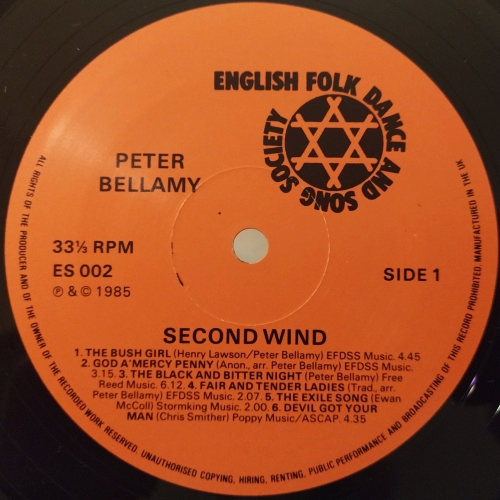 ENGLISH FOLK DANCE AND SONG SOCIETY
PETER
BELLAMY
33⅓ RPM
ES 002
℗ & © 1985
SIDE 1
SECOND WIND
1. THE BUSH GIRL (Henry Lawson/Peter Bellamy) EFDSS Music. 4.45
2. GOD A' MERCY PENNY (Anon., arr. Peter Bellamy) EFDSS Music.
3.15. 3. THE BLACK AND BITTER NIGHT (Peter Bellamy) Free
Reed Music. 6.12. 4. FAIR AND TENDER LADIES (Trad., arr.
Peter Bellamy) EFDSS Music. 2.07. 5. THE EXILE SONG (Ewan
McColl) Stormking Music. 2.00. 6. DEVIL GOT YOUR
MAN (Chris Smither) Poppy Music/ASCAP. 4.35
ALL RIGHTS OF THE PRODUCER AND OF THE OWNER OF THE RECORDED WORK RESERVED. UNAUTHORISED COPYING, HIRING, RENTING, PUBLIC PERFORMANCE AND BROADCASTING OF THIS RECORD PROHIBITED. MANUFACTURED IN THE UK.